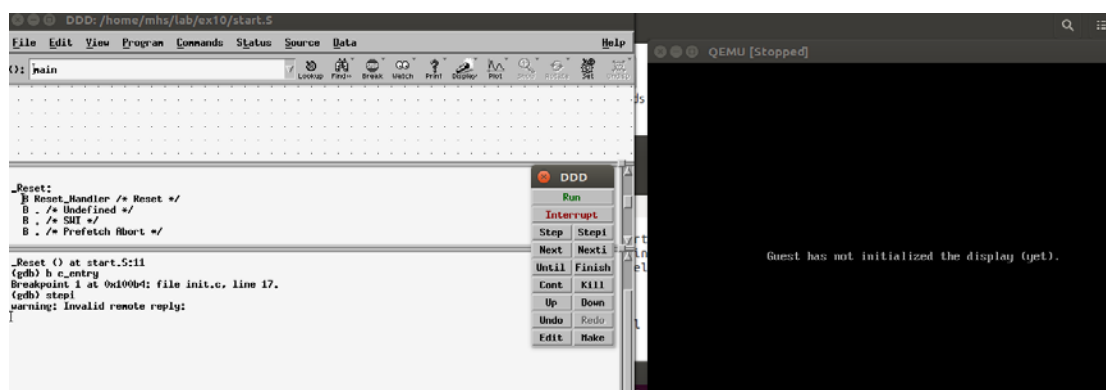 DDD: /home/mhs/lab/ex10/start.S
File Edit View Program Commands Status Source Data Help
(): main
Lookup Find» Break Watch Print Display Plot Rotate Set
_Reset:
B Reset_Handler /* Reset */
B . /* Undefined */
B . /* SWI */
B . /* Prefetch Abort */
_Reset () at start.S:11
(gdb) b c_entry
Breakpoint 1 at 0x100b4: file init.c, line 17.
(gdb) stepi
warning: Invalid remote reply:
DDD
Run
Interrupt
Step Stepi
Next Nexti
Until Finish
Cont Kill
Up Down
Undo Redo
Edit Make
QEMU [Stopped]
Guest has not initialized the display (yet).